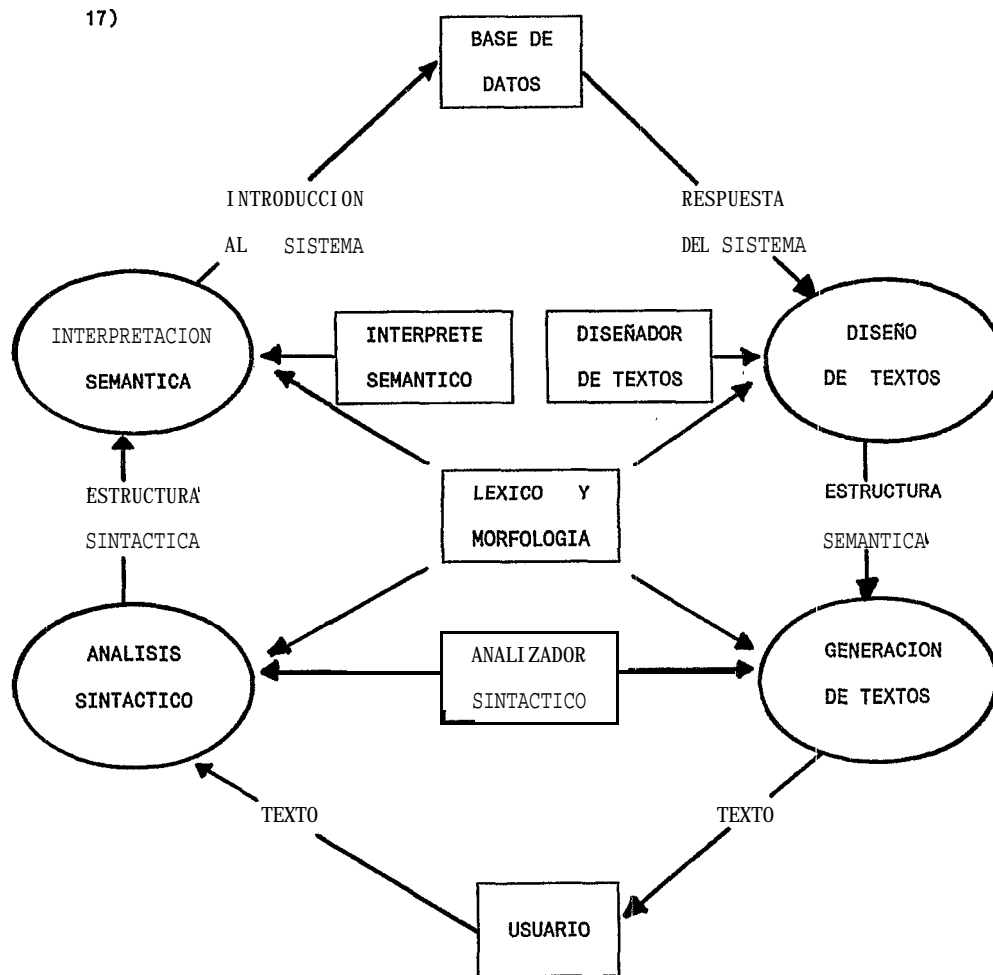 17)
BASE DE
DATOS
INTRODUCCION
AL SISTEMA
RESPUESTA
DEL SISTEMA
INTERPRETACION
SEMANTICA
INTERPRETE
SEMANTICO
DISEÑADOR
DE TEXTOS
DISEÑO
DE TEXTOS
ESTRUCTURA
SINTACTICA
LEXICO Y
MORFOLOGIA
ESTRUCTURA
SEMANTICA
ANALISIS
SINTACTICO
ANALIZADOR
SINTACTICO
GENERACION
DE TEXTOS
TEXTO
TEXTO
USUARIO